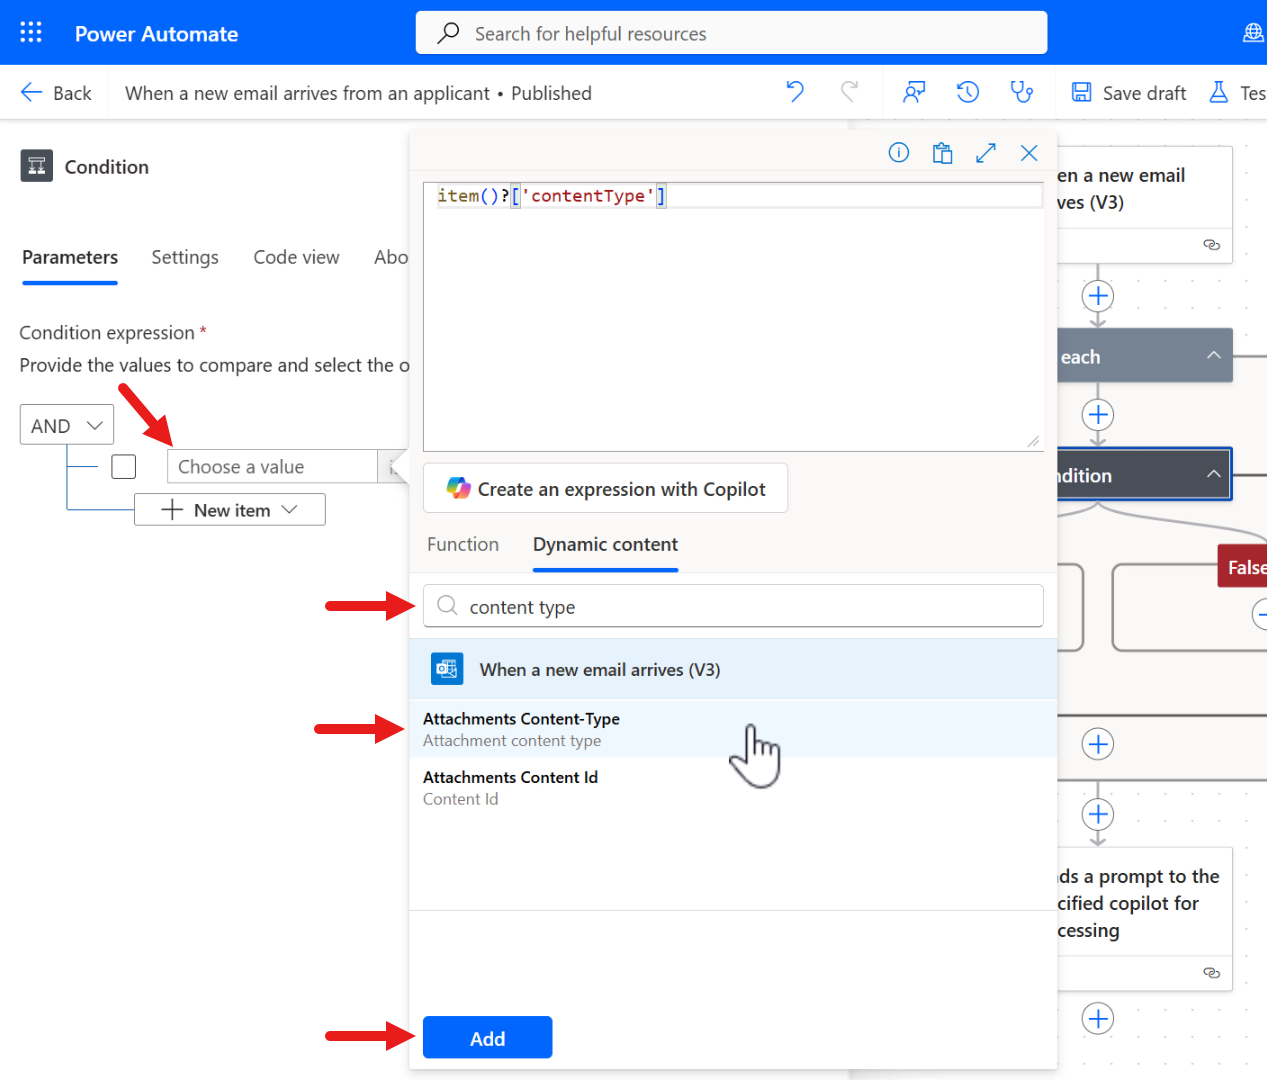 Power Automate
Search for helpful resources
Back
When a new email arrives from an applicant • Published
Save draft
Tes
Condition
Parameters
Settings
Code view
Abo
Condition expression *
Provide the values to compare and select the o
AND
Choose a value
New item
item()?['contentType']
Create an expression with Copilot
Function
Dynamic content
content type
When a new email arrives (V3)
Attachments Content-Type
Attachment content type
Attachments Content Id
Content Id
Add
en a new email
ves (V3)
each
ndition
False
ds a prompt to the
cified copilot for
cessing